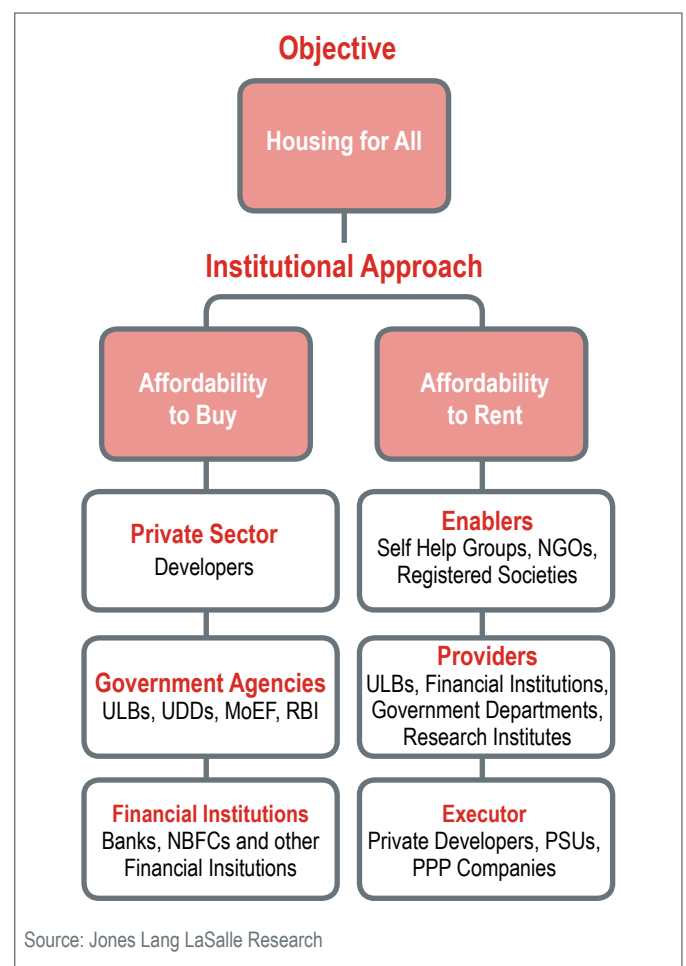 Objective
Housing for All
Institutional Approach
Affordability
to Buy
Private Sector
Developers
Government Agencies
ULBs, UDDs, MoEF, RBI
Financial Institutions
Banks, NBFCs and other
Financial Insitutions
Affordability
to Rent
Enablers
Self Help Groups, NGOs,
Registered Societies
Providers
ULBs, Financial Institutions,
Government Departments,
Research Institutes
Executor
Private Developers, PSUs,
PPP Companies
Source: Jones Lang LaSalle Research